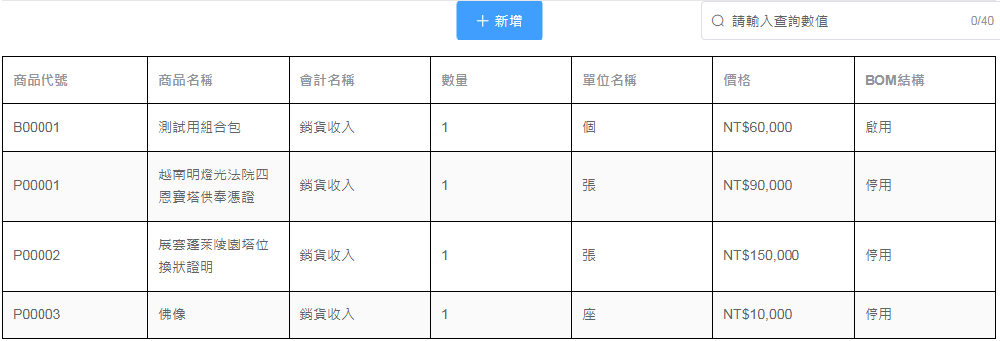 新增
請輸入查詢數值 0/40
商品代號 商品名稱 會計名稱 數量 單位名稱 價格 BOM結構
B00001 測試用組合包 銷貨收入 1 個 NT$60,000 啟用
P00001 越南明燈光法院四 銷貨收入 1 張 NT$90,000 停用
恩寶塔供奉憑證
P00002 展雲蓬萊陵園塔位 銷貨收入 1 張 NT$150,000 停用
換狀證明
P00003 佛像 銷貨收入 1 座 NT$10,000 停用